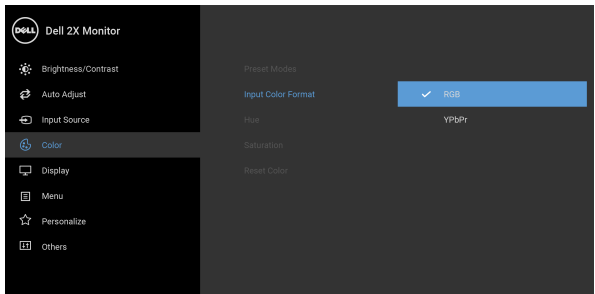 DELL Dell 2X Monitor
Brightness/Contrast
Auto Adjust
Input Source
Color
Display
Menu
Personalize
Others
Preset Modes
Input Color Format
Hue
Saturation
Reset Color
RGB
YPbPr